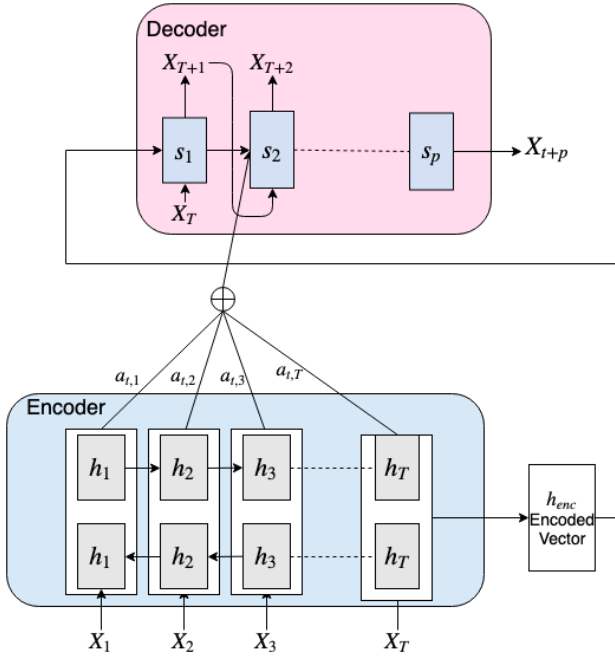 Decoder
X_{T+1} X_{T+2}
s_1 s_2 s_p X_{t+p}
X_T
a_{t,1} a_{t,2} a_{t,3} a_{t,T}
Encoder
h_1 h_2 h_3 h_T
h_{enc}
Encoded
Vector
h_1 h_2 h_3 h_T
X_1 X_2 X_3 X_T